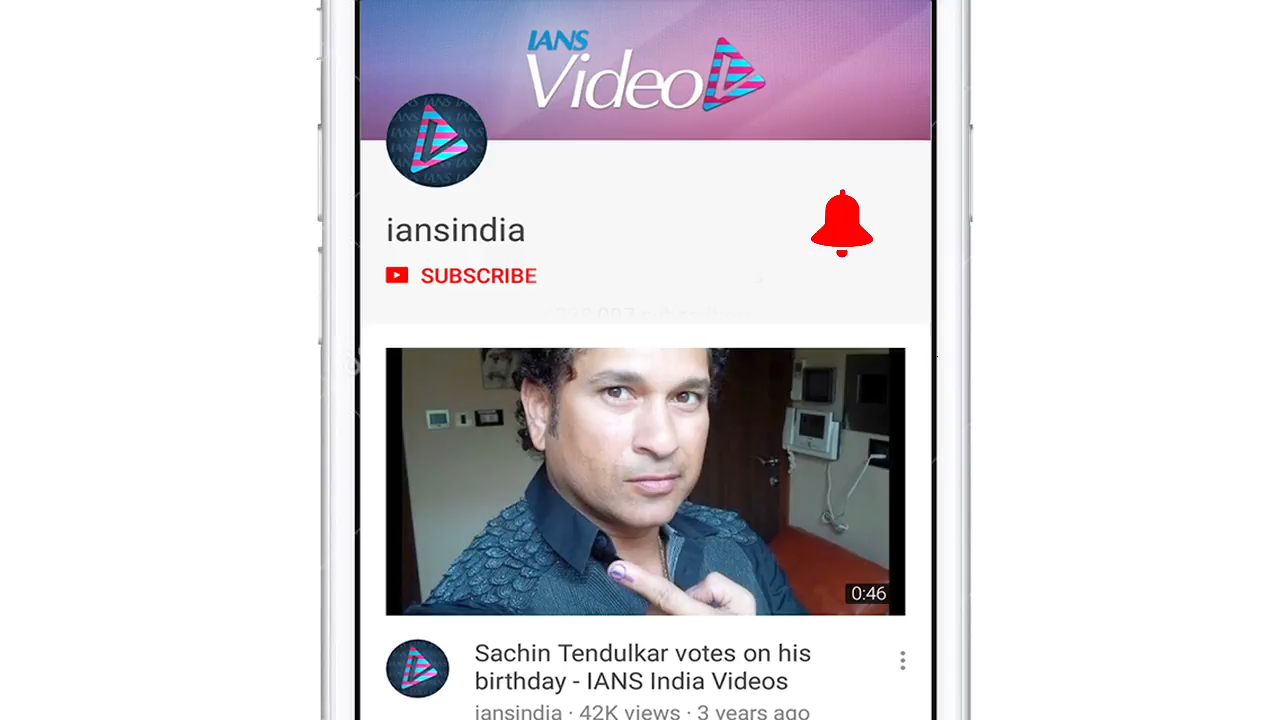 IANS
Video
iansindia
SUBSCRIBE
0:46
Sachin Tendulkar votes on his
birthday - IANS India Videos
iansindia · 42K views · 3 years ago